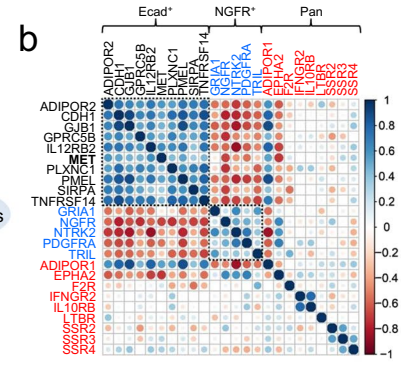 b
Ecad⁺ NGFR⁺ Pan
ADIPOR2 CDH1 GJB1 GPRC5B IL12RB2 MET PLXNC1 PMEL SIRPA TNFRSF14 GRIA1 NGFR NTRK2 PDGFRA TRIL ADIPOR1 EPHA2 F2R IFNGR2 IL10RB LTBR SSR2 SSR3 SSR4
ADIPOR2
CDH1
GJB1
GPRC5B
IL12RB2
MET
PLXNC1
PMEL
SIRPA
TNFRSF14
GRIA1
NGFR
NTRK2
PDGFRA
TRIL
ADIPOR1
EPHA2
F2R
IFNGR2
IL10RB
LTBR
SSR2
SSR3
SSR4
1
0.8
0.6
0.4
0.2
0
−0.2
−0.4
−0.6
−0.8
−1
s